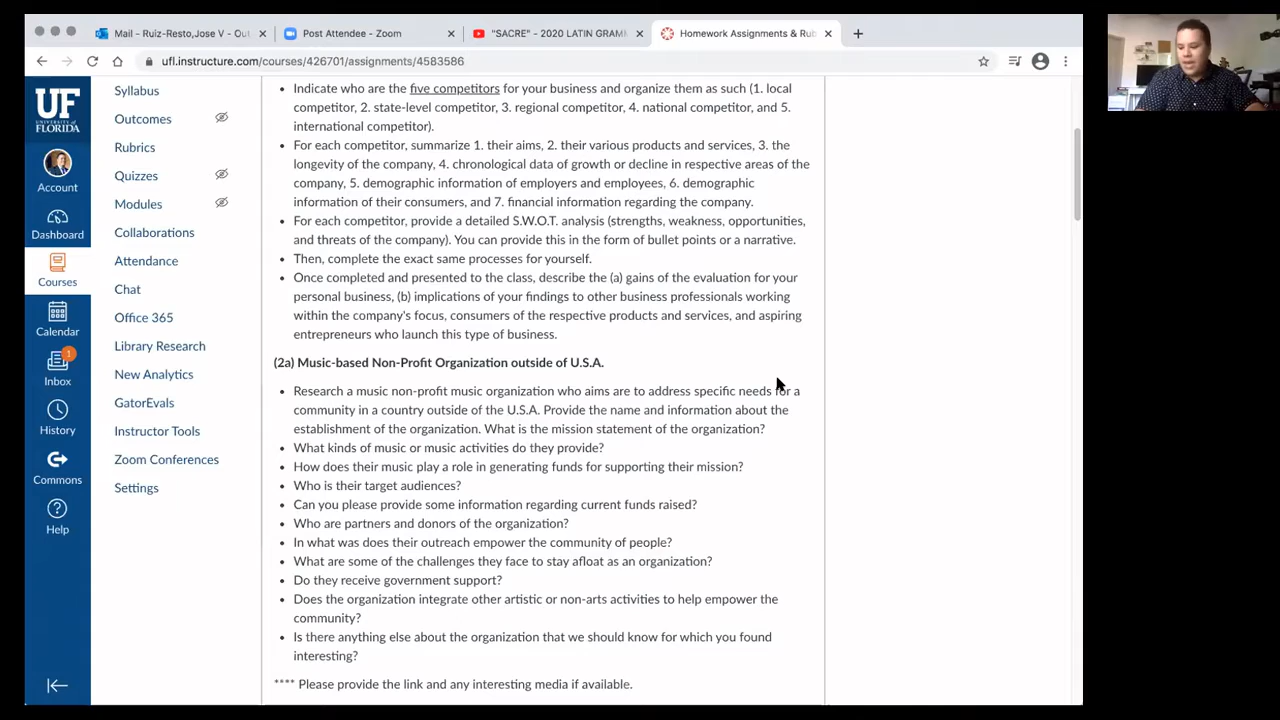 Mail - Ruiz-Resto,Jose V - Out
Post Attendee - Zoom
"SACRE" - 2020 LATIN GRAMM
Homework Assignments & Rub
ufl.instructure.com/courses/426701/assignments/4583586
UF
UNIVERSITY of
FLORIDA
Account
Dashboard
Courses
Calendar
1
Inbox
History
Commons
Help
Syllabus
Outcomes
Rubrics
Quizzes
Modules
Collaborations
Attendance
Chat
Office 365
Library Research
New Analytics
GatorEvals
Instructor Tools
Zoom Conferences
Settings
• Indicate who are the five competitors for your business and organize them as such (1. local
competitor, 2. state-level competitor, 3. regional competitor, 4. national competitor, and 5.
international competitor).
• For each competitor, summarize 1. their aims, 2. their various products and services, 3. the
longevity of the company, 4. chronological data of growth or decline in respective areas of the
company, 5. demographic information of employers and employees, 6. demographic
information of their consumers, and 7. financial information regarding the company.
• For each competitor, provide a detailed S.W.O.T. analysis (strengths, weakness, opportunities,
and threats of the company). You can provide this in the form of bullet points or a narrative.
• Then, complete the exact same processes for yourself.
• Once completed and presented to the class, describe the (a) gains of the evaluation for your
personal business, (b) implications of your findings to other business professionals working
within the company's focus, consumers of the respective products and services, and aspiring
entrepreneurs who launch this type of business.
(2a) Music-based Non-Profit Organization outside of U.S.A.
• Research a music non-profit music organization who aims are to address specific needs for a
community in a country outside of the U.S.A. Provide the name and information about the
establishment of the organization. What is the mission statement of the organization?
• What kinds of music or music activities do they provide?
• How does their music play a role in generating funds for supporting their mission?
• Who is their target audiences?
• Can you please provide some information regarding current funds raised?
• Who are partners and donors of the organization?
• In what was does their outreach empower the community of people?
• What are some of the challenges they face to stay afloat as an organization?
• Do they receive government support?
• Does the organization integrate other artistic or non-arts activities to help empower the
community?
• Is there anything else about the organization that we should know for which you found
interesting?
**** Please provide the link and any interesting media if available.